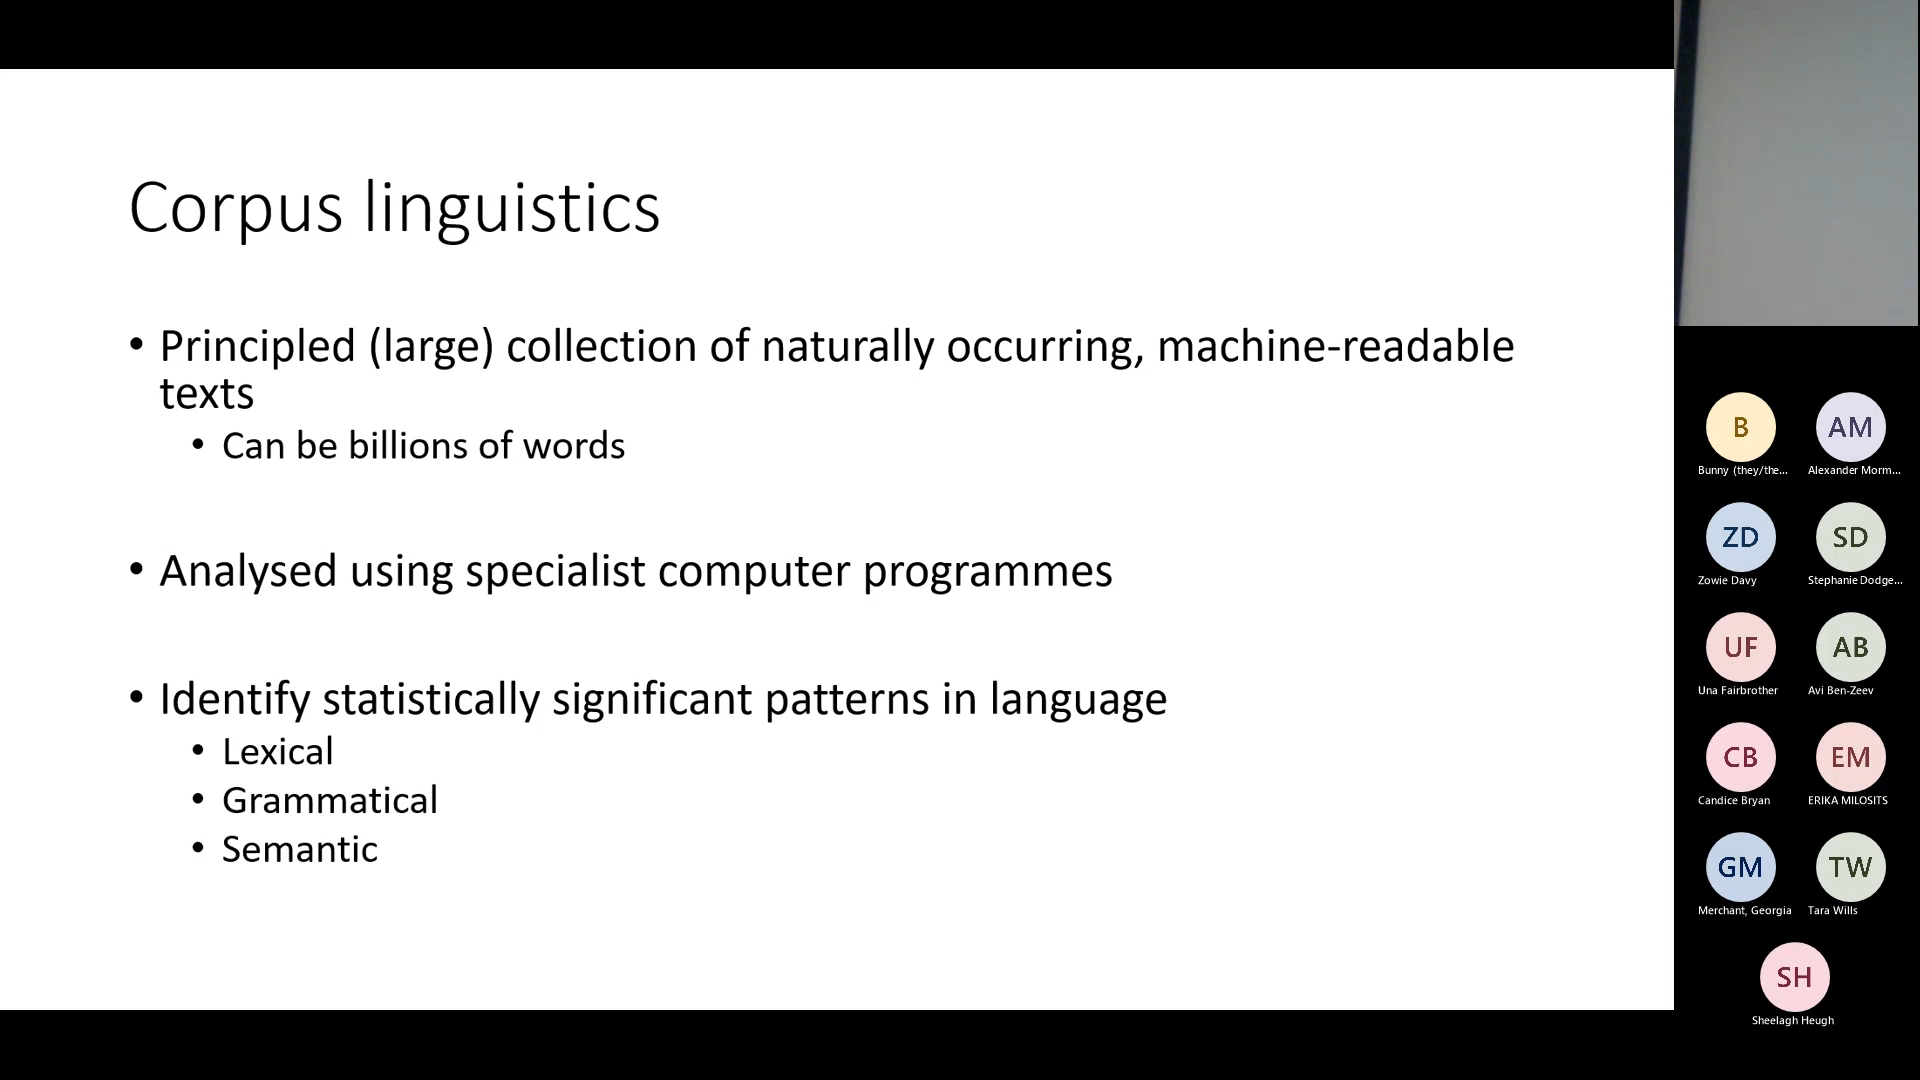 Corpus linguistics
• Principled (large) collection of naturally occurring, machine-readable
texts
• Can be billions of words
• Analysed using specialist computer programmes
• Identify statistically significant patterns in language
• Lexical
• Grammatical
• Semantic
B
Bunny (they/the...
AM
Alexander Morm...
ZD
Zowie Davy
SD
Stephanie Dodge...
UF
Una Fairbrother
AB
Avi Ben-Zeev
CB
Candice Bryan
EM
ERIKA MILOSITS
GM
Merchant, Georgia
TW
Tara Wills
SH
Sheelagh Heugh